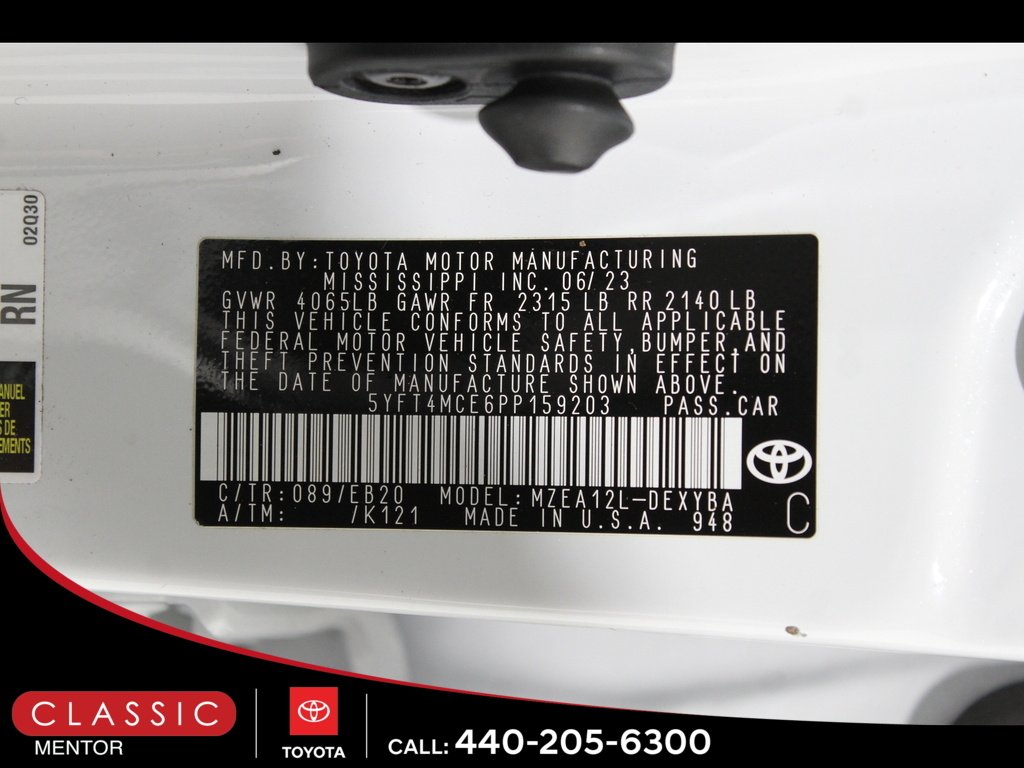 02Q30
RN
ANUEL
ER
S DE
EMENTS
MFD.BY:TOYOTA MOTOR MANUFACTURING
MISSISSIPPI INC. 06/23
GVWR 4065LB GAWR FR 2315 LB RR 2140 LB
THIS VEHICLE CONFORMS TO ALL APPLICABLE
FEDERAL MOTOR VEHICLE SAFETY, BUMPER, AND
THEFT PREVENTION STANDARDS IN EFFECT ON
THE DATE OF MANUFACTURE SHOWN ABOVE.
5YFT4MCE6PP159203 PASS.CAR
C/TR: 089/EB20 MODEL: MZEA12L-DEXYBA
A/TM: /K121 MADE IN U.S.A. 948
C
CLASSIC
MENTOR
TOYOTA
CALL: 440-205-6300